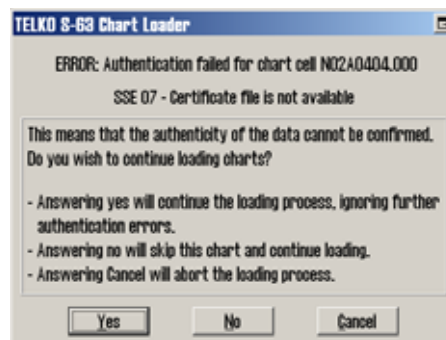 TELKO S-63 Chart Loader
ERROR: Authentication failed for chart cell NO2A0404.000
SSE 07 - Certificate file is not available
This means that the authenticity of the data cannot be confirmed.
Do you wish to continue loading charts?
- Answering yes will continue the loading process, ignoring further
authentication errors.
- Answering no will skip this chart and continue loading.
- Answering Cancel will abort the loading process.
Yes
No
Cancel